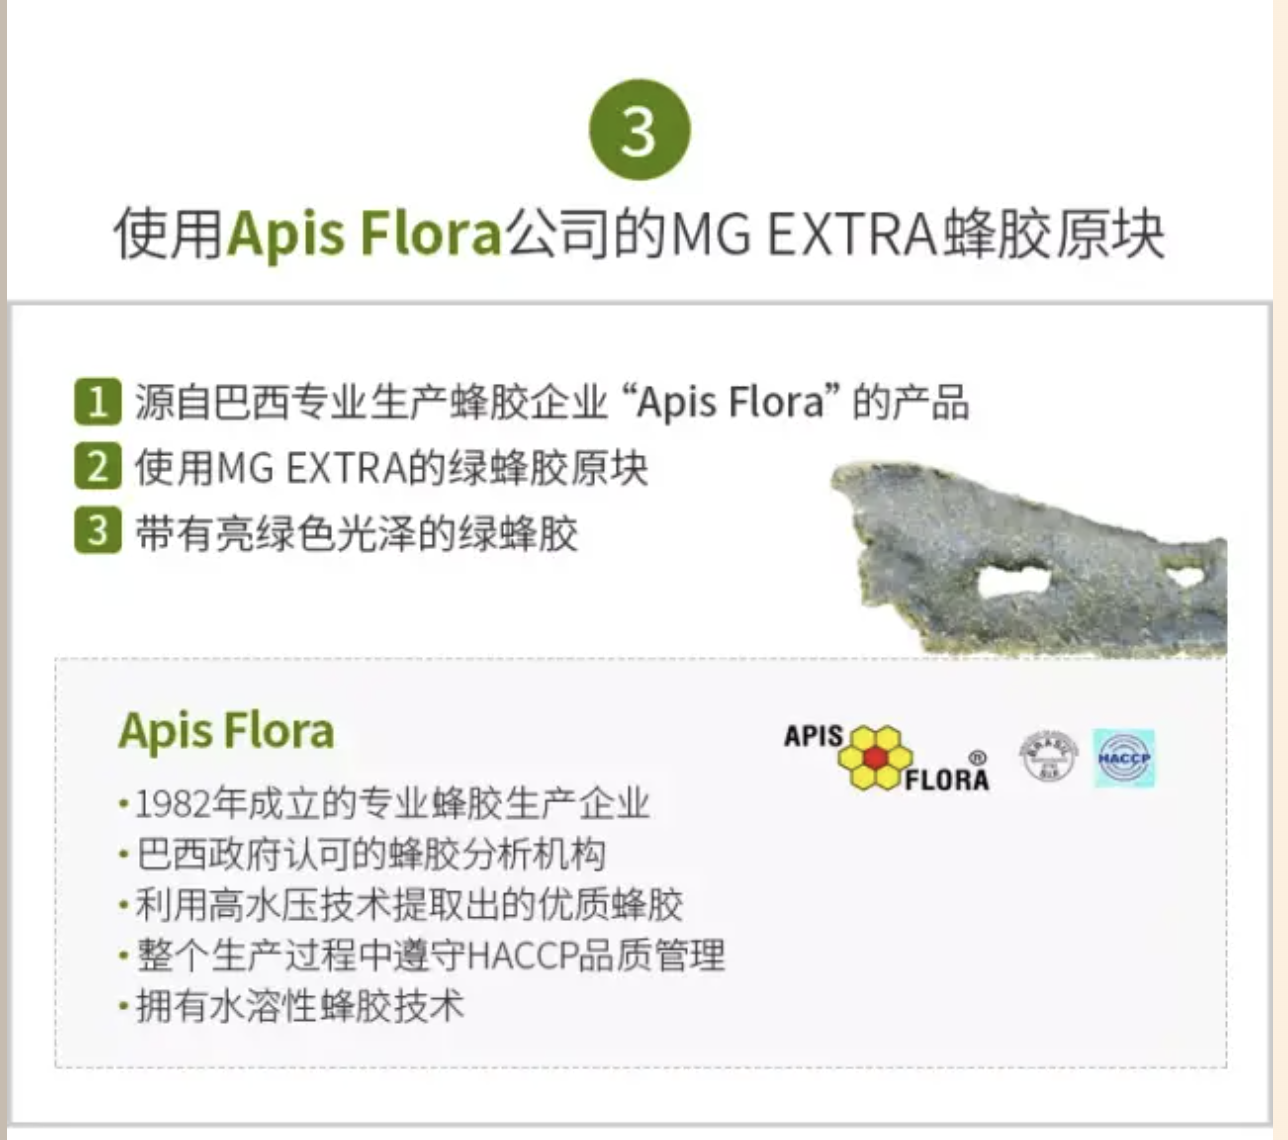 3
使用Apis Flora公司的MG EXTRA蜂胶原块
1 源自巴西专业生产蜂胶企业 “Apis Flora” 的产品
2 使用MG EXTRA的绿蜂胶原块
3 带有亮绿色光泽的绿蜂胶
Apis Flora
APIS
FLORA ®
BRASIL
S.I.F.
HACCP
•1982年成立的专业蜂胶生产企业
•巴西政府认可的蜂胶分析机构
•利用高水压技术提取出的优质蜂胶
•整个生产过程中遵守HACCP品质管理
•拥有水溶性蜂胶技术